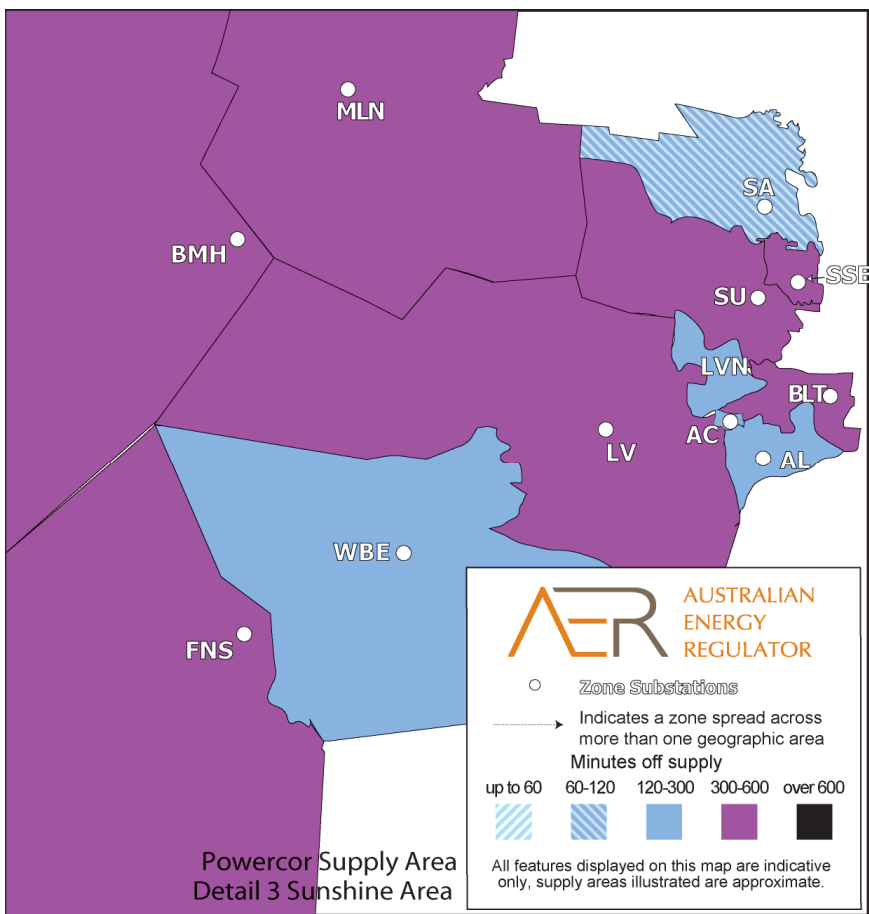 MLN
SA
BMH
SSE
SU
LVN
BLT
AC
LV
AL
WBE
FNS
AER
AUSTRALIAN
ENERGY
REGULATOR
Zone Substations
Indicates a zone spread across
more than one geographic area
Minutes off supply
up to 60 60-120 120-300 300-600 over 600
All features displayed on this map are indicative
only, supply areas illustrated are approximate.
Powercor Supply Area
Detail 3 Sunshine Area